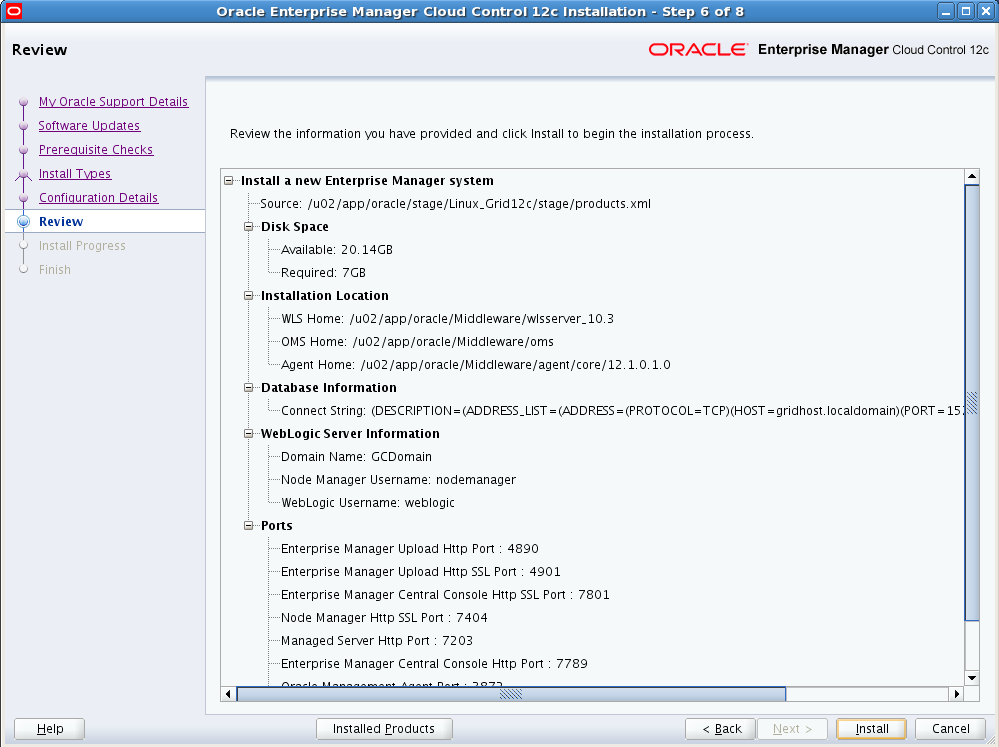 Oracle Enterprise Manager Cloud Control 12c Installation - Step 6 of 8
Review
ORACLE Enterprise Manager Cloud Control 12c
My Oracle Support Details
Software Updates
Prerequisite Checks
Install Types
Configuration Details
Review
Install Progress
Finish
Review the information you have provided and click Install to begin the installation process.
Install a new Enterprise Manager system
Source: /u02/app/oracle/stage/Linux_Grid12c/stage/products.xml
Disk Space
Available: 20.14GB
Required: 7GB
Installation Location
WLS Home: /u02/app/oracle/Middleware/wlsserver_10.3
OMS Home: /u02/app/oracle/Middleware/oms
Agent Home: /u02/app/oracle/Middleware/agent/core/12.1.0.1.0
Database Information
Connect String: (DESCRIPTION=(ADDRESS_LIST=(ADDRESS=(PROTOCOL=TCP)(HOST=gridhost.localdomain)(PORT=15
WebLogic Server Information
Domain Name: GCDomain
Node Manager Username: nodemanager
WebLogic Username: weblogic
Ports
Enterprise Manager Upload Http Port : 4890
Enterprise Manager Upload Http SSL Port : 4901
Enterprise Manager Central Console Http SSL Port : 7801
Node Manager Http SSL Port : 7404
Managed Server Http Port : 7203
Enterprise Manager Central Console Http Port : 7789
Oracle Management Agent Port : 3872
Help
Installed Products
< Back
Next >
Install
Cancel